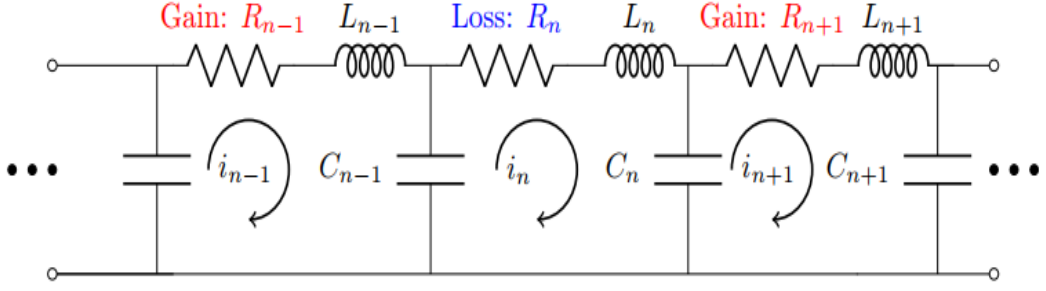 Gain: R_{n−1} L_{n−1} Loss: R_n L_n Gain: R_{n+1} L_{n+1}
i_{n−1} C_{n−1} i_n C_n i_{n+1} C_{n+1}